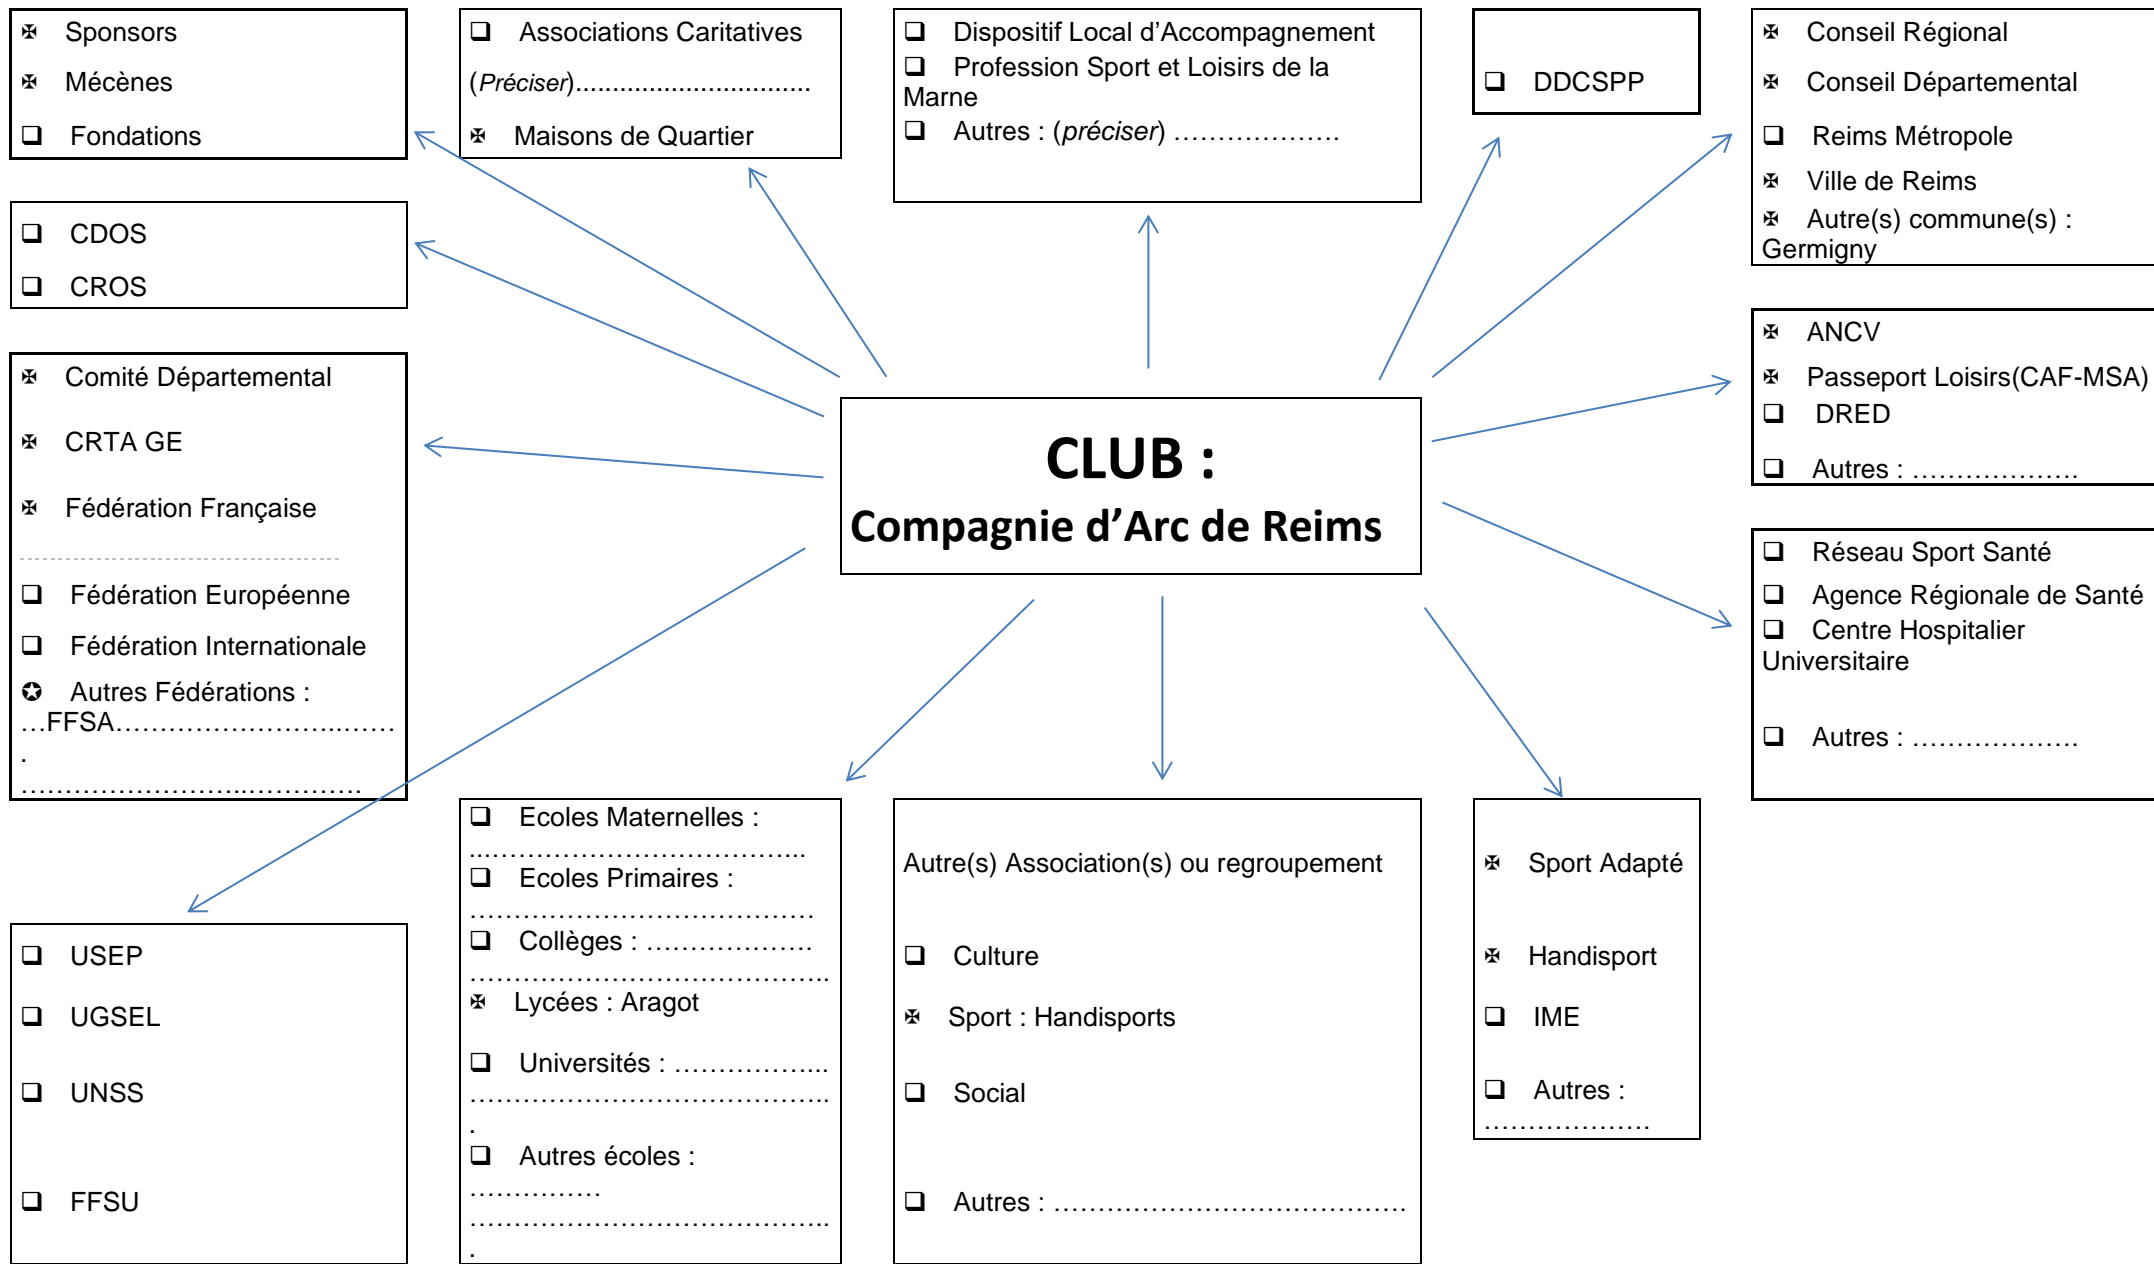 ✠ Sponsors
✠ Mécènes
❑ Fondations
❑ Associations Caritatives
(Préciser)................................
✠ Maisons de Quartier
❑ Dispositif Local d’Accompagnement
❑ Profession Sport et Loisirs de la
Marne
❑ Autres : (préciser) ……………….
❑ DDCSPP
✠ Conseil Régional
✠ Conseil Départemental
❑ Reims Métropole
✠ Ville de Reims
✠ Autre(s) commune(s) :
Germigny
❑ CDOS
❑ CROS
✠ ANCV
✠ Passeport Loisirs(CAF-MSA)
❑ DRED
❑ Autres : ……………….
✠ Comité Départemental
✠ CRTA GE
✠ Fédération Française
❑ Fédération Européenne
❑ Fédération Internationale
✪ Autres Fédérations :
…FFSA……………………..……
.
……………………..………….
CLUB :
Compagnie d’Arc de Reims
❑ Réseau Sport Santé
❑ Agence Régionale de Santé
❑ Centre Hospitalier
Universitaire
❑ Autres : ……………….
❑ USEP
❑ UGSEL
❑ UNSS
❑ FFSU
❑ Ecoles Maternelles :
...………………………………..
❑ Ecoles Primaires :
…………………………………
❑ Collèges : ……………….
…………………………………..
✠ Lycées : Aragot
❑ Universités : ……………...
…………………………………..
.
❑ Autres écoles :
……………
…………………………………..
.
Autre(s) Association(s) ou regroupement
❑ Culture
✠ Sport : Handisports
❑ Social
❑ Autres : ………………………………….
✠ Sport Adapté
✠ Handisport
❑ IME
❑ Autres :
……………….